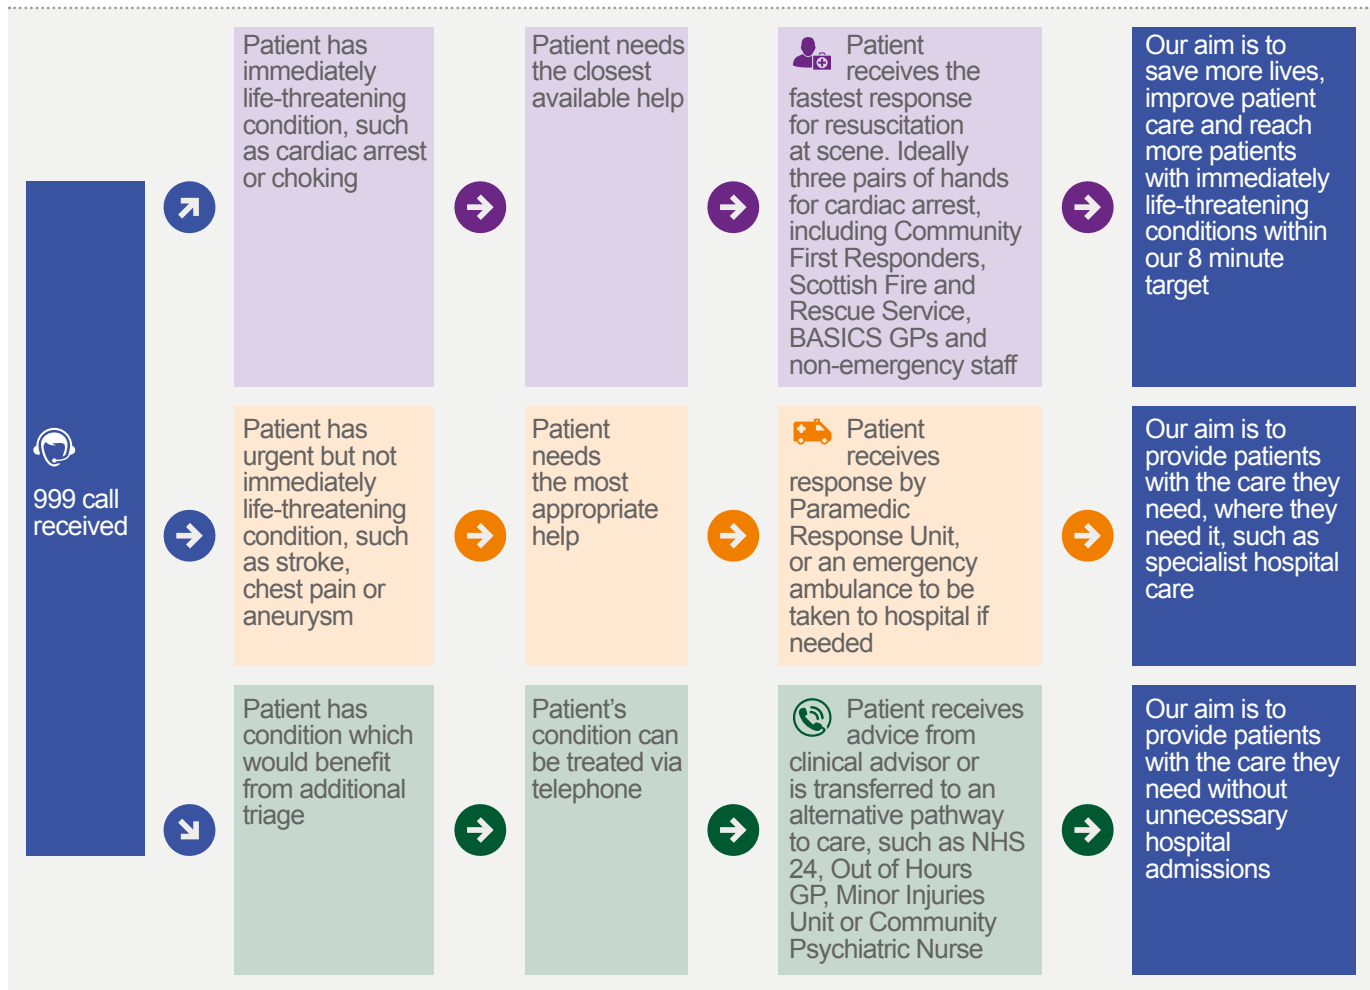 999 call
received
Patient has
immediately
life-threatening
condition, such
as cardiac arrest
or choking
Patient needs
the closest
available help
Patient
receives the
fastest response
for resuscitation
at scene. Ideally
three pairs of hands
for cardiac arrest,
including Community
First Responders,
Scottish Fire and
Rescue Service,
BASICS GPs and
non-emergency staff
Our aim is to
save more lives,
improve patient
care and reach
more patients
with immediately
life-threatening
conditions within
our 8 minute
target
Patient has
urgent but not
immediately
life-threatening
condition, such
as stroke,
chest pain or
aneurysm
Patient
needs
the most
appropriate
help
Patient
receives
response by
Paramedic
Response Unit,
or an emergency
ambulance to be
taken to hospital if
needed
Our aim is to
provide patients
with the care they
need, where they
need it, such as
specialist hospital
care
Patient has
condition which
would benefit
from additional
triage
Patient's
condition can
be treated via
telephone
Patient receives
advice from
clinical advisor or
is transferred to an
alternative pathway
to care, such as NHS
24, Out of Hours
GP, Minor Injuries
Unit or Community
Psychiatric Nurse
Our aim is to
provide patients
with the care they
need without
unnecessary
hospital
admissions